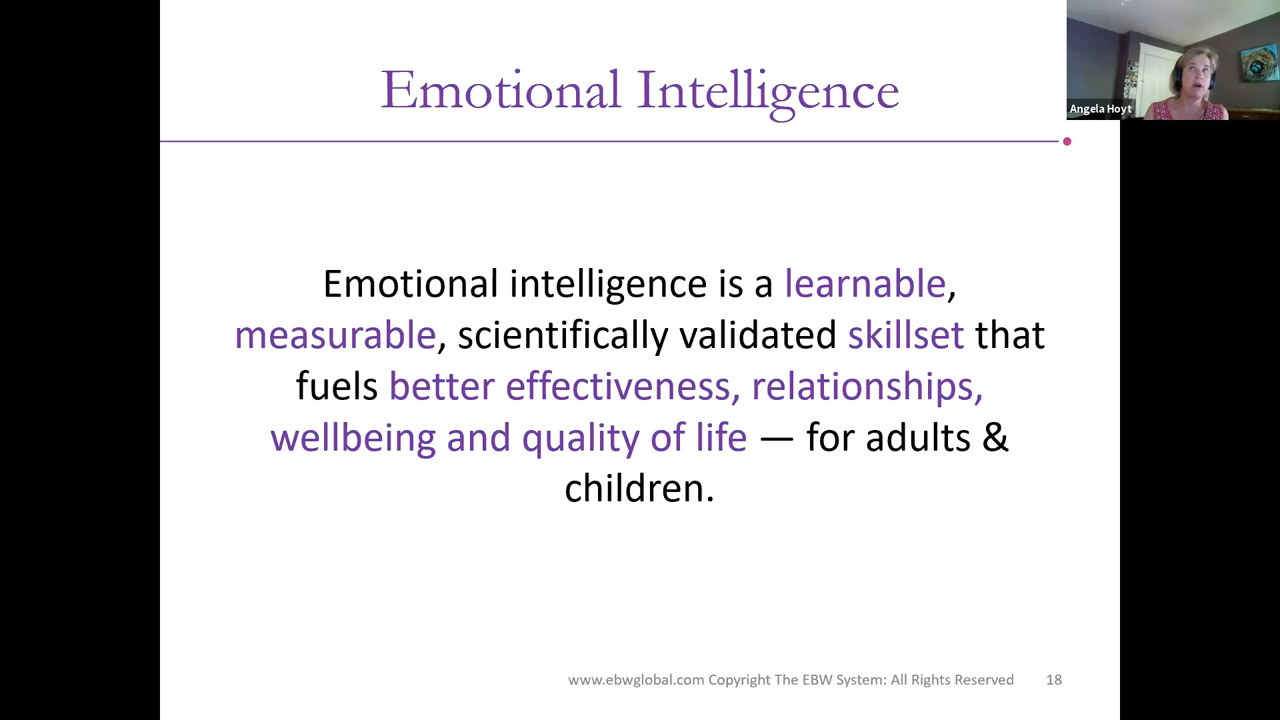 Emotional Intelligence
Angela Hoyt
Emotional intelligence is a learnable,
measurable, scientifically validated skillset that
fuels better effectiveness, relationships,
wellbeing and quality of life — for adults &
children.
www.ebwglobal.com Copyright The EBW System: All Rights Reserved 18